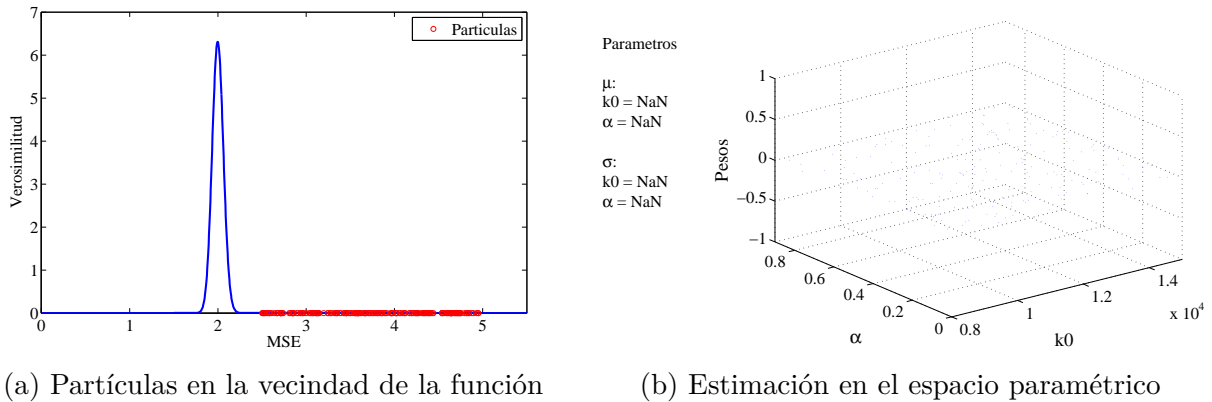 7
6
5
4
3
2
1
0
Verosimilitud
Particulas
0 1 2 3 4 5
MSE
(a) Partículas en la vecindad de la función
Parametros
μ:
k0 = NaN
α = NaN
σ:
k0 = NaN
α = NaN
1
0.5
0
−0.5
−1
Pesos
0.8
0.6
0.4
0.2
0
α
0.8
1
1.2
1.4
x 10⁴
k0
(b) Estimación en el espacio paramétrico